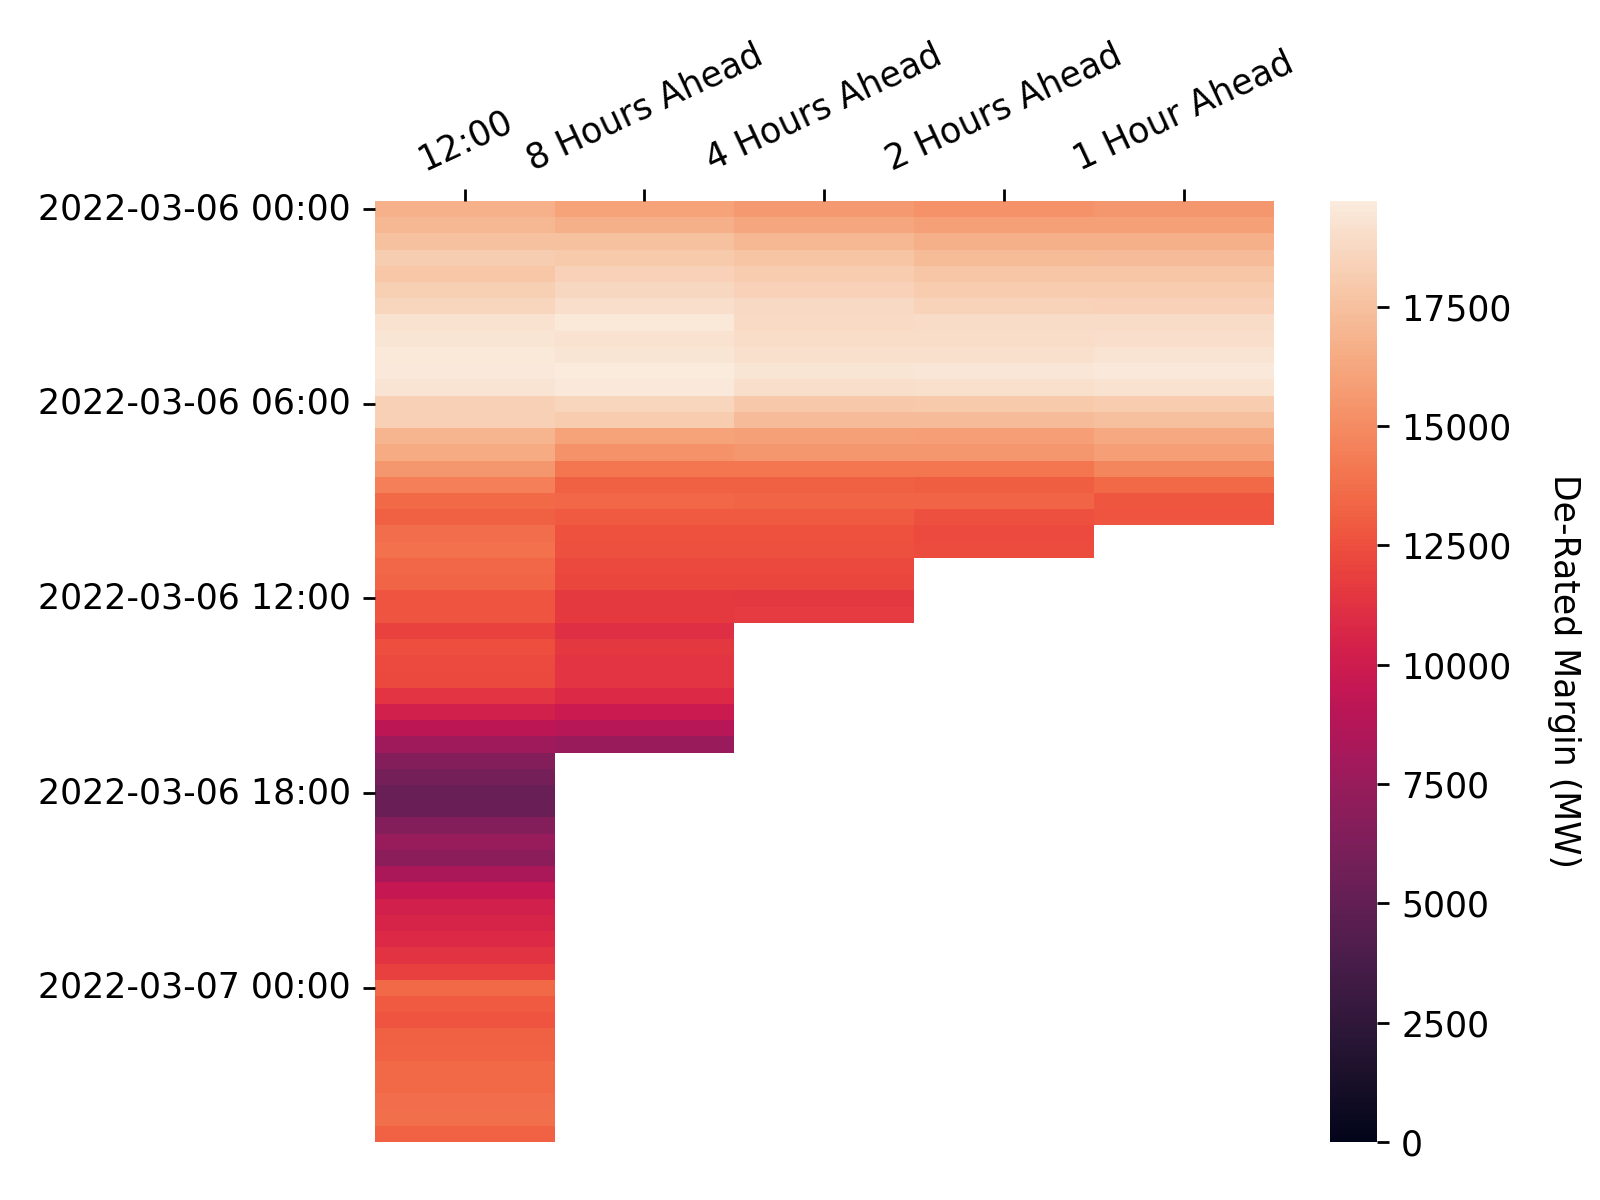 12:00
8 Hours Ahead
4 Hours Ahead
2 Hours Ahead
1 Hour Ahead
2022-03-06 00:00
2022-03-06 06:00
2022-03-06 12:00
2022-03-06 18:00
2022-03-07 00:00
17500
15000
12500
10000
7500
5000
2500
0
De-Rated Margin (MW)